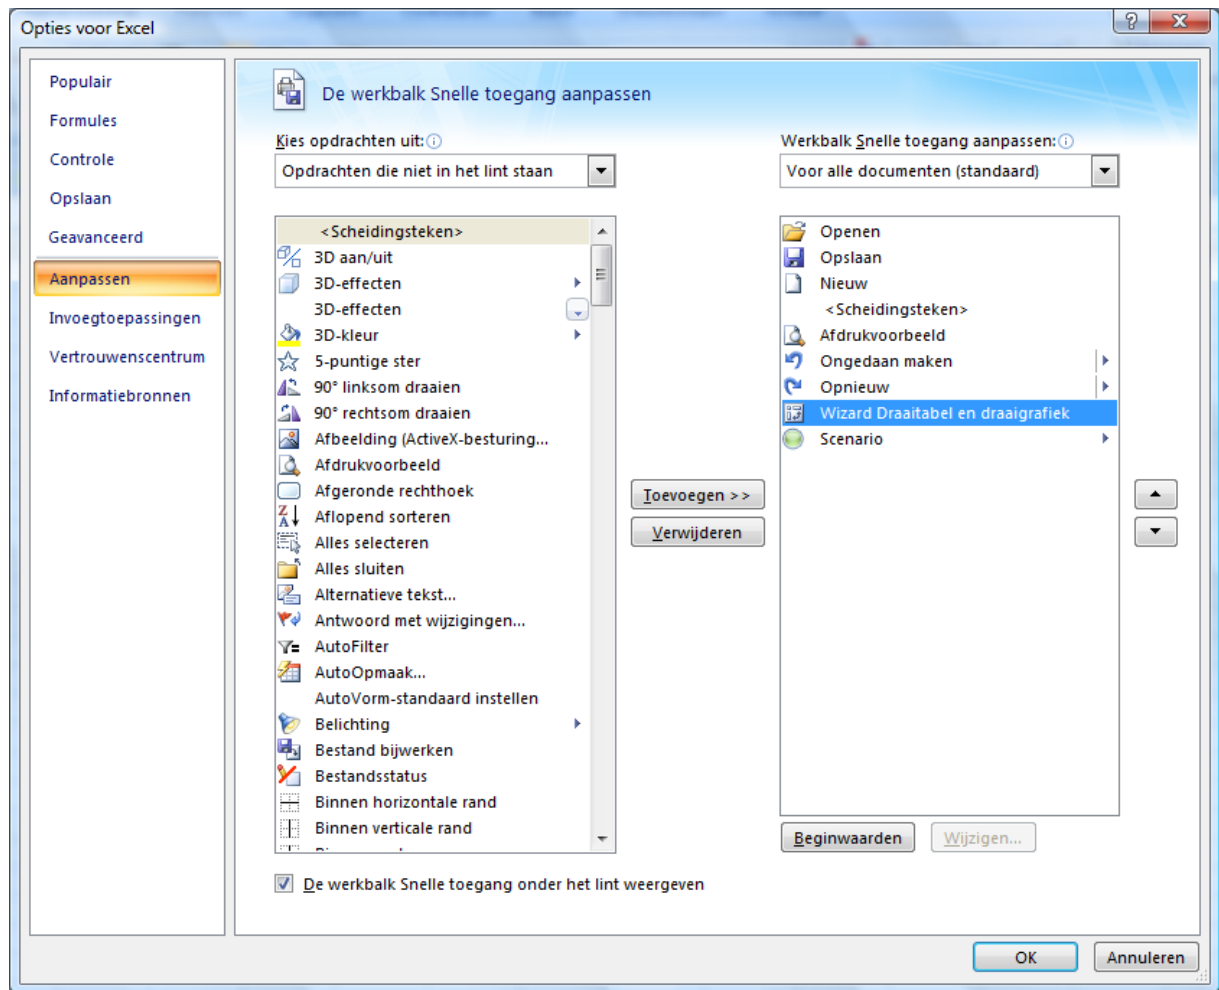 Opties voor Excel
Populair
Formules
Controle
Opslaan
Geavanceerd
Aanpassen
Invoegtoepassingen
Vertrouwenscentrum
Informatiebronnen
De werkbalk Snelle toegang aanpassen
Kies opdrachten uit:
Opdrachten die niet in het lint staan
<Scheidingsteken>
3D aan/uit
3D-effecten
3D-effecten
3D-kleur
5-puntige ster
90° linksom draaien
90° rechtsom draaien
Afbeelding (ActiveX-besturing...
Afdrukvoorbeeld
Afgeronde rechthoek
Aflopend sorteren
Alles selecteren
Alles sluiten
Alternatieve tekst...
Antwoord met wijzigingen...
AutoFilter
AutoOpmaak...
AutoVorm-standaard instellen
Belichting
Bestand bijwerken
Bestandsstatus
Binnen horizontale rand
Binnen verticale rand
Toevoegen >>
Verwijderen
Werkbalk Snelle toegang aanpassen:
Voor alle documenten (standaard)
Openen
Opslaan
Nieuw
<Scheidingsteken>
Afdrukvoorbeeld
Ongedaan maken
Opnieuw
Wizard Draaitabel en draaigrafiek
Scenario
Beginwaarden
Wijzigen...
De werkbalk Snelle toegang onder het lint weergeven
OK
Annuleren